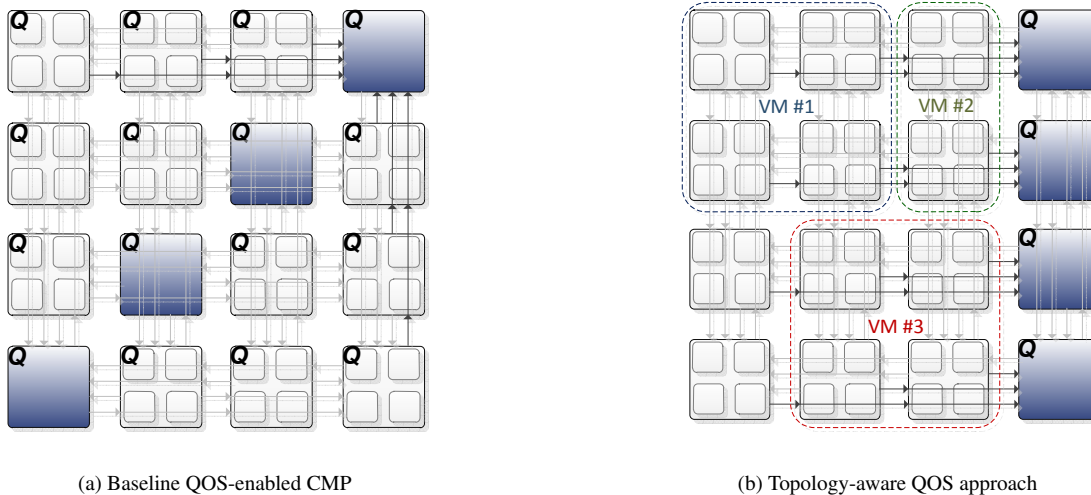 Q Q Q Q
Q Q Q Q
Q Q Q Q
Q Q Q Q
(a) Baseline QOS-enabled CMP
Q
VM #1
VM #2
Q
Q
VM #3
Q
(b) Topology-aware QOS approach